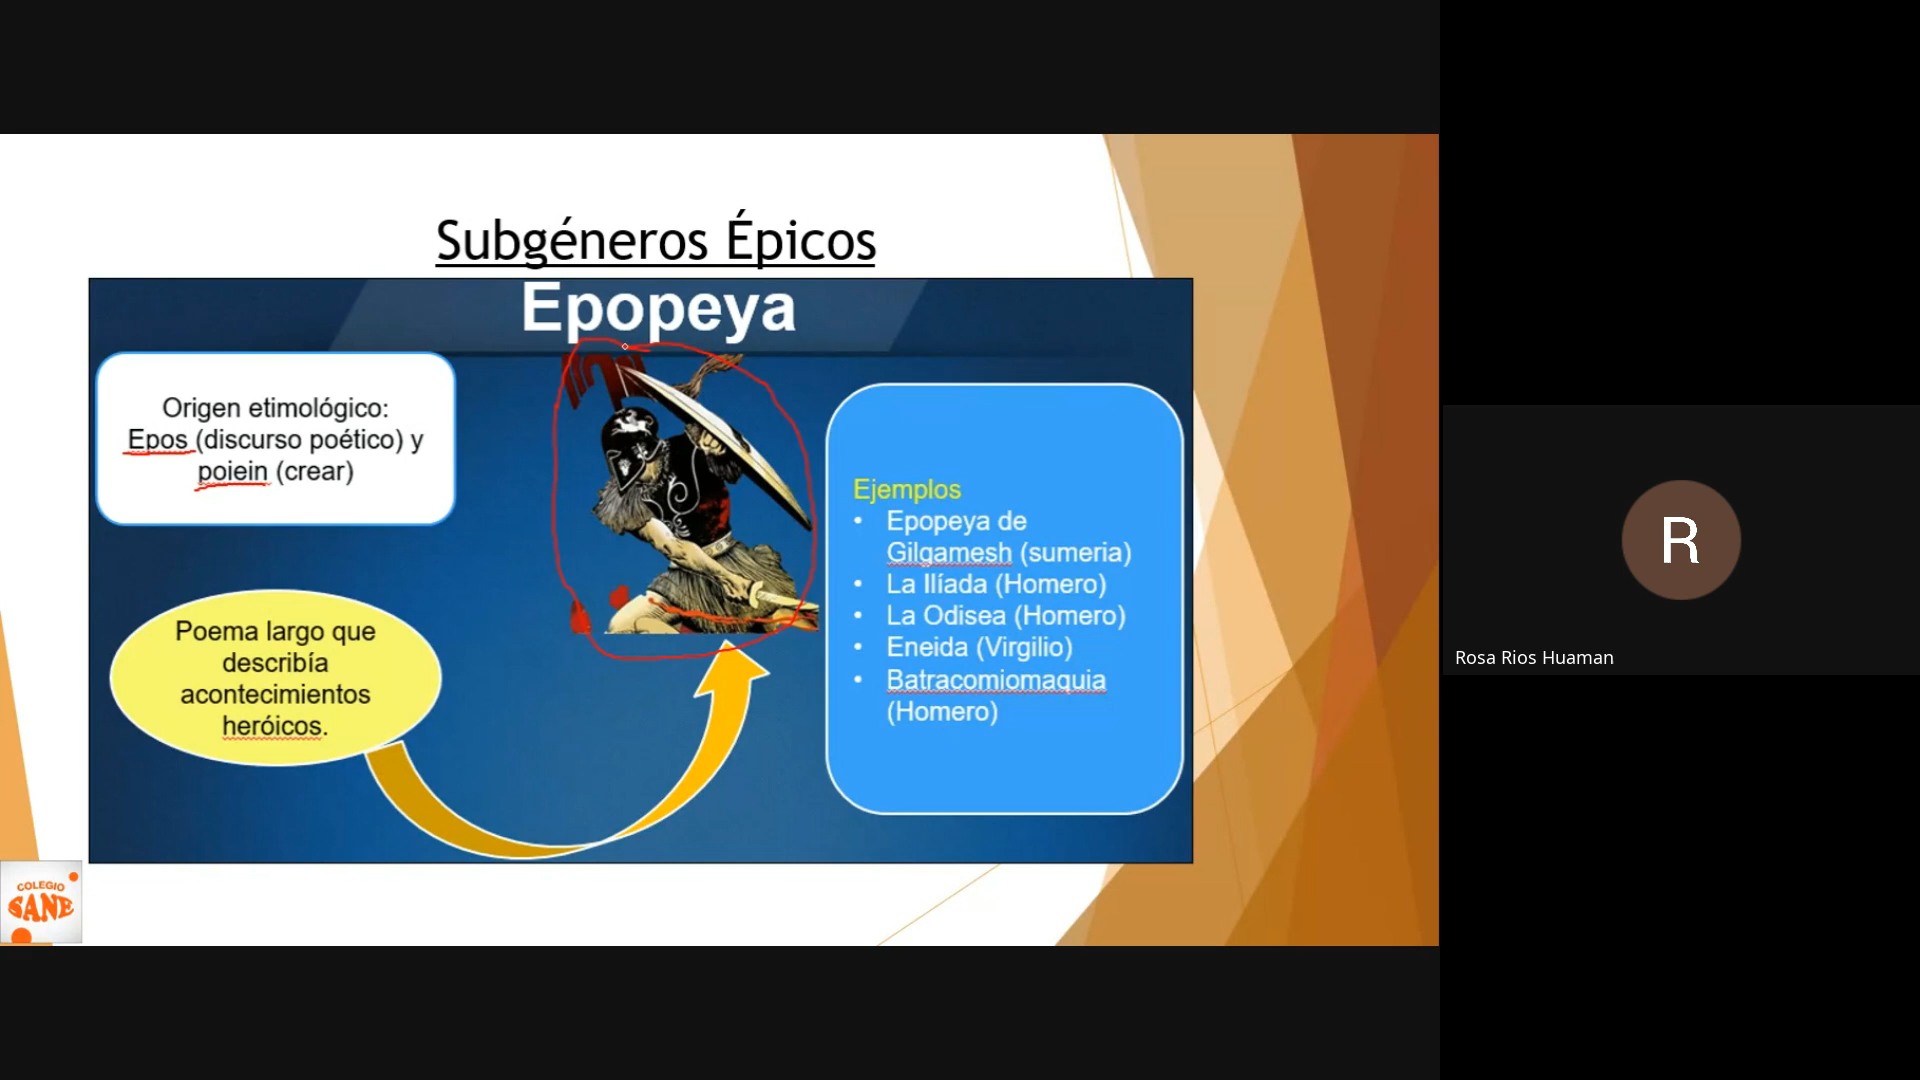 Subgéneros Épicos
Epopeya
Origen etimológico:
Epos (discurso poético) y
poiein (crear)
Poema largo que
describía
acontecimientos
heróicos.
Ejemplos
• Epopeya de
Gilgamesh (sumeria)
• La Ilíada (Homero)
• La Odisea (Homero)
• Eneida (Virgilio)
• Batracomiomaquia
(Homero)
COLEGIO
SANE
R
Rosa Rios Huaman